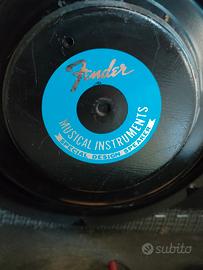 Fender
MUSICAL INSTRUMENTS
SPECIAL DESIGN SPEAKER
subito